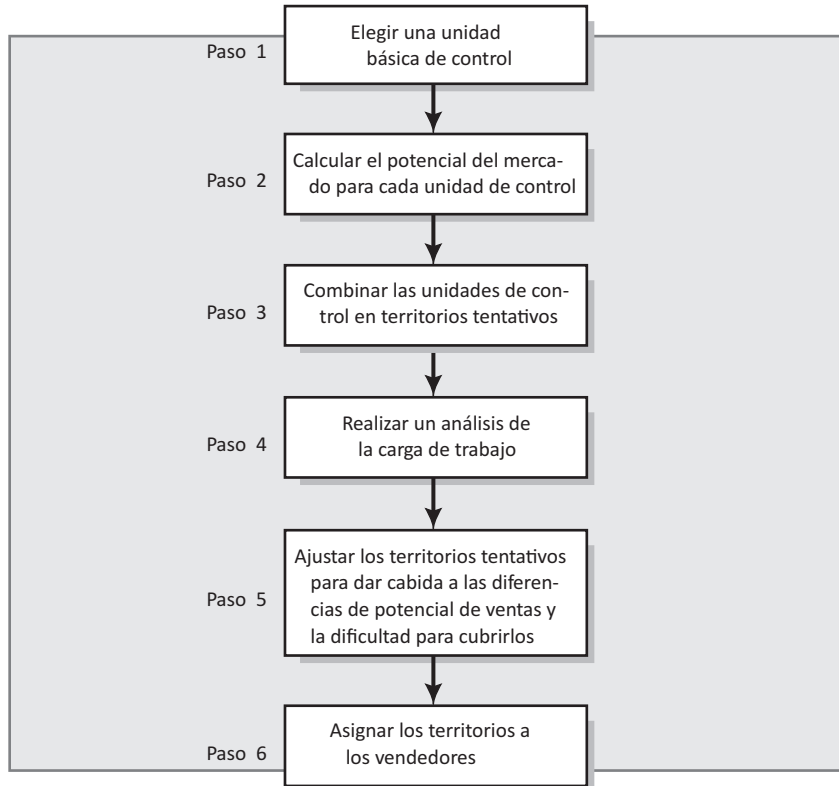 Paso 1
Elegir una unidad
básica de control
Paso 2
Calcular el potencial del merca-
do para cada unidad de control
Paso 3
Combinar las unidades de con-
trol en territorios tentativos
Paso 4
Realizar un análisis de
la carga de trabajo
Paso 5
Ajustar los territorios tentativos
para dar cabida a las diferen-
cias de potencial de ventas y
la dificultad para cubrirlos
Paso 6
Asignar los territorios a
los vendedores